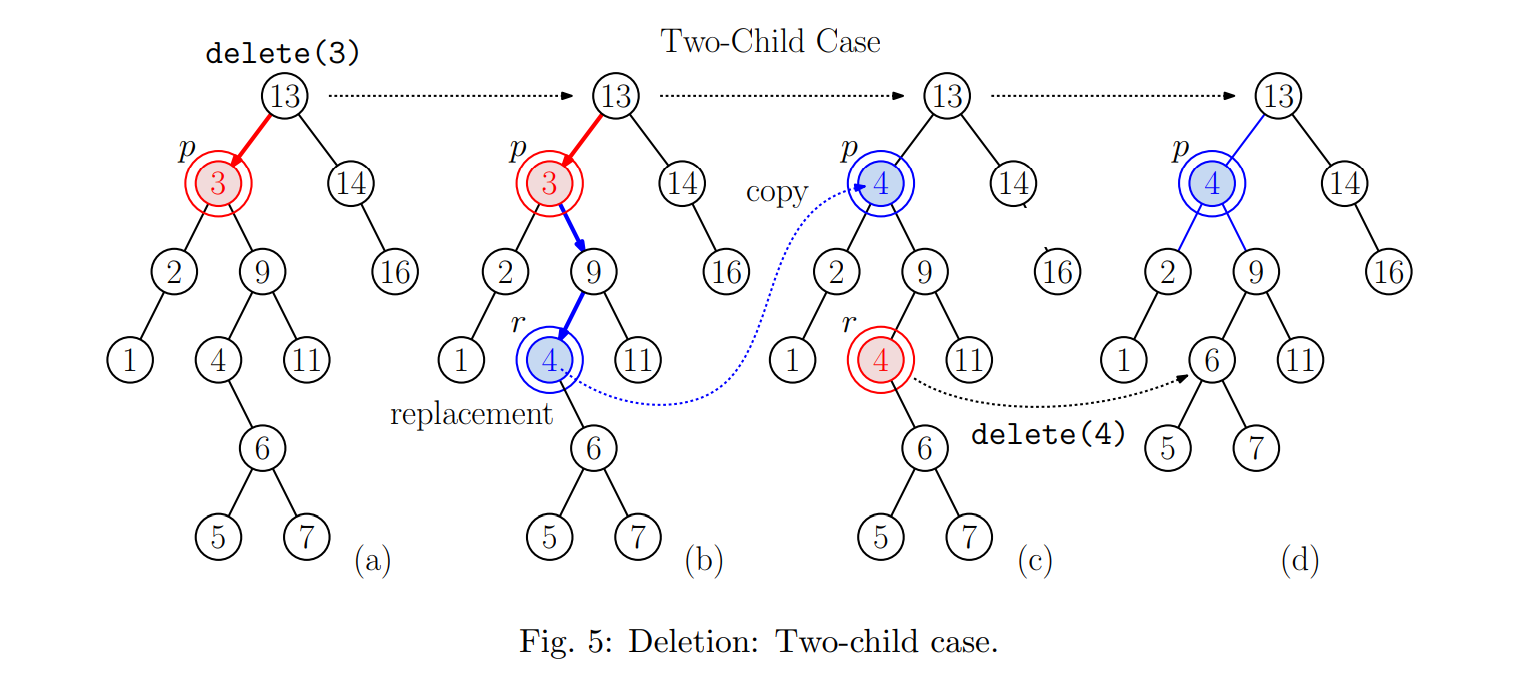 Two-Child Case
delete(3)
13 13 13 13
p p p p
3 14 3 14 copy 4 14 4 14
2 9 16 2 9 16 2 9 16 2 9 16
r r
1 4 11 1 4 11 1 4 11 1 6 11
replacement
delete(4)
6 6 6 5 7
5 7 5 7 5 7
(a) (b) (c) (d)
Fig. 5: Deletion: Two-child case.